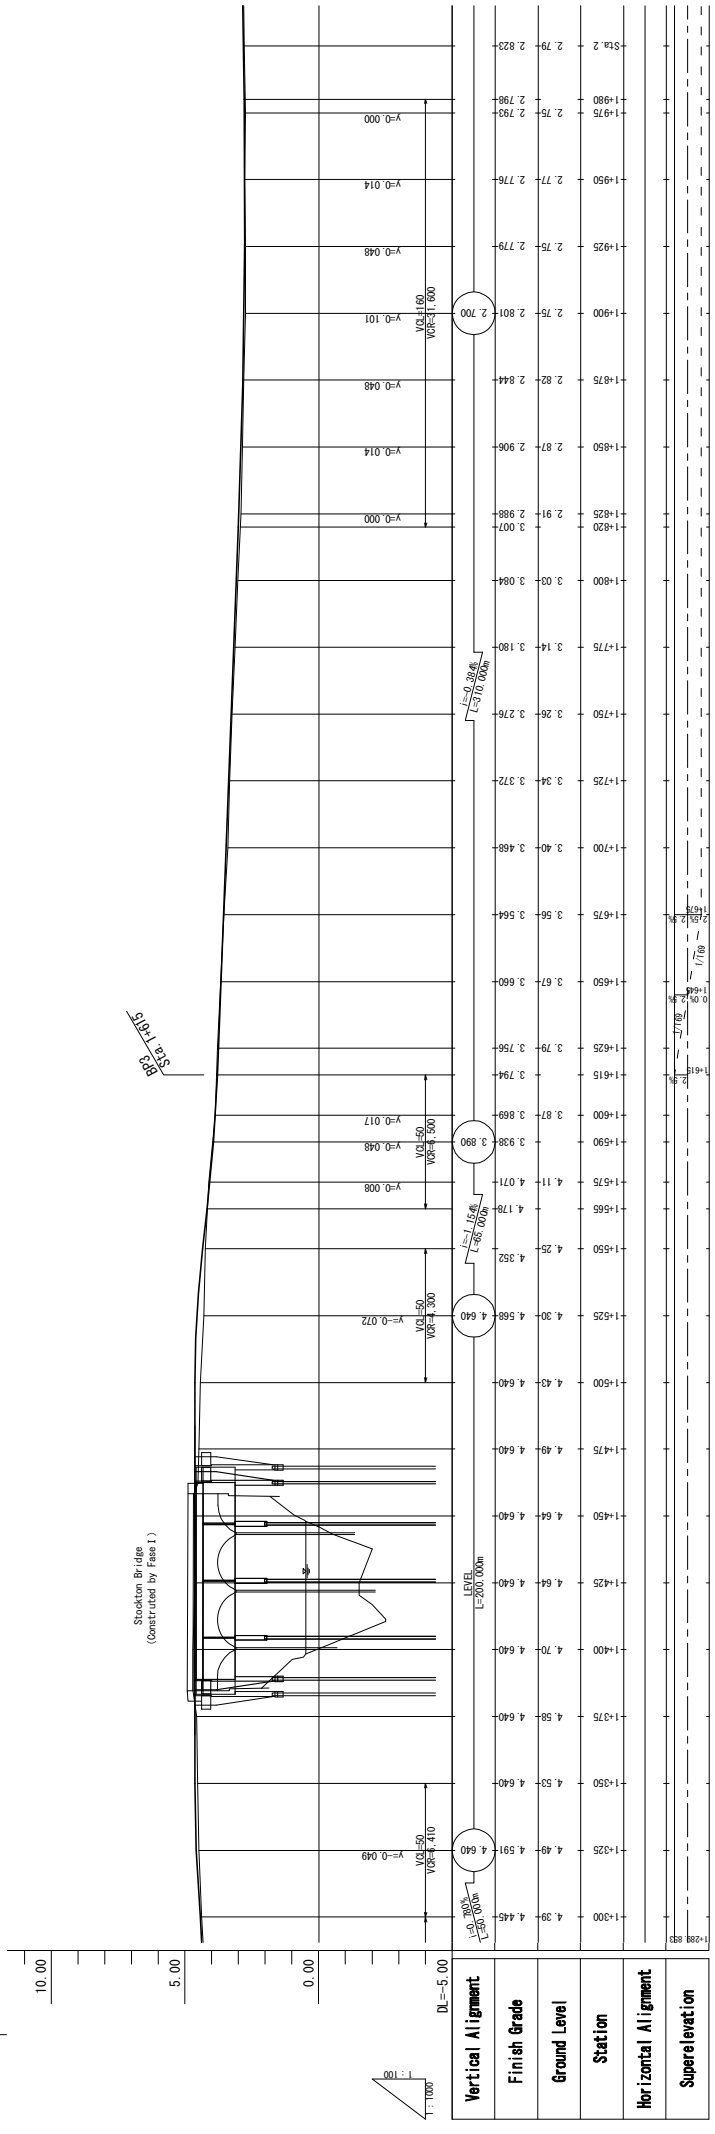 10.00
5.00
0.00
DL=-5.00
1 : 100
1 : 1000
Stockton Bridge
(Construted by Fase I )
BP3
Sta. 1+615
y=-0.049
y=-0.072
y=0.008
y=0.048
y=0.017
y=0.000
y=0.014
y=0.048
y=0.101
y=0.048
y=0.014
y=0.000
VCL=50
VCR=6,410
VCL=50
VCR=4,300
VCL=50
VCR=6,500
VCL=160
VCR=31,600
Vertical Alignment
i=0.780%
L=50.000m
4.640
LEVEL
L=200.000m
4.640
i=-1.154%
L=65.000m
3.890
i=-0.384%
L=310.000m
2.700
Finish Grade
4.445 4.591 4.640 4.640 4.640 4.640 4.640 4.640 4.640 4.568 4.352 4.178 4.071 3.938 3.869 3.794 3.756 3.660 3.564 3.468 3.372 3.276 3.180 3.084 3.007 2.988 2.906 2.844 2.801 2.779 2.776 2.793 2.798 2.823
Ground Level
4.39 4.49 4.53 4.58 4.70 4.64 4.64 4.49 4.43 4.30 4.25 4.11 3.87 3.79 3.67 3.56 3.40 3.34 3.26 3.14 3.03 2.91 2.87 2.82 2.75 2.75 2.77 2.75 2.79
Station
1+300 1+325 1+350 1+375 1+400 1+425 1+450 1+475 1+500 1+525 1+550 1+565 1+575 1+590 1+600 1+615 1+625 1+650 1+675 1+700 1+725 1+750 1+775 1+800 1+820 1+825 1+850 1+875 1+900 1+925 1+950 1+975 1+980 Sta.2
Horizontal Alignment
Superelevation
1+289.853
1+615
2.5%
1/169
1+645
0.0% 2.5%
1/169
1+675
2.5% 2.5%